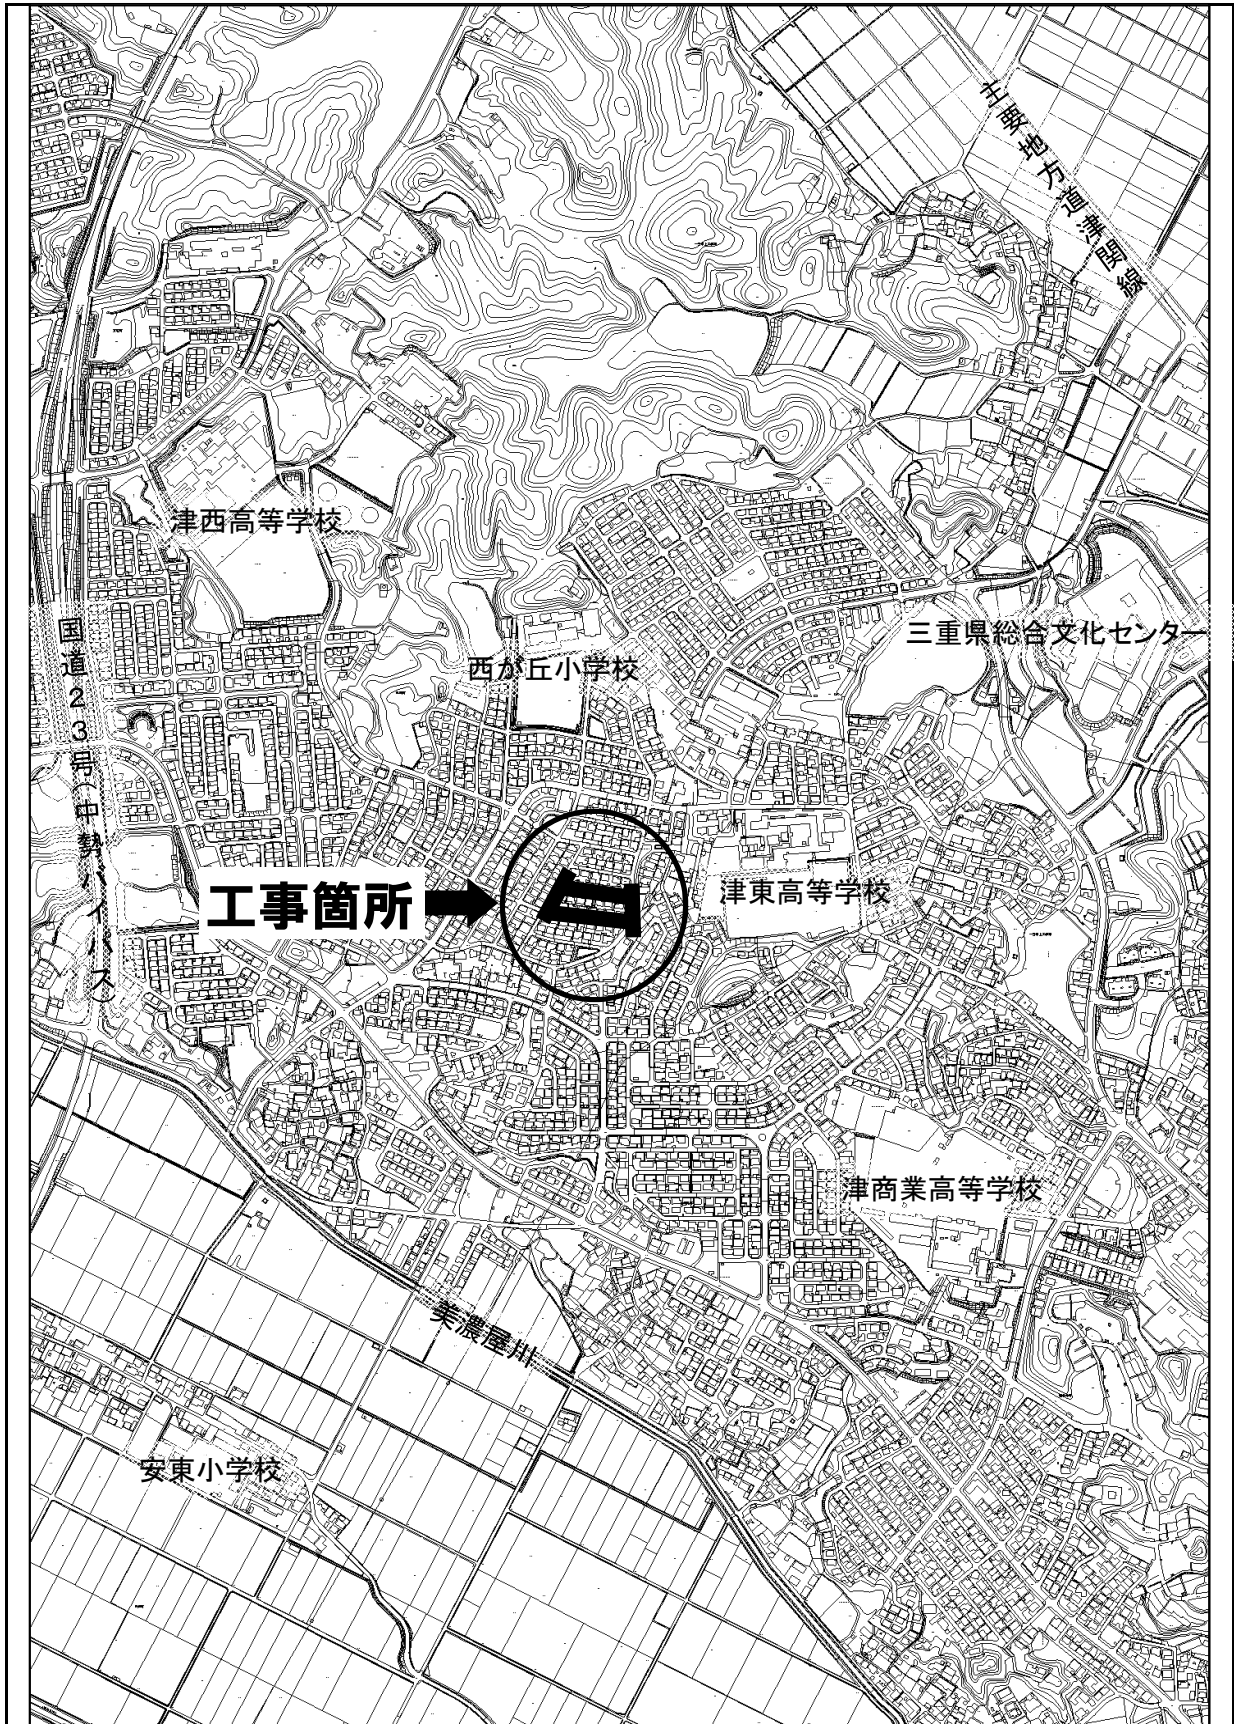 主要地方道津関線
津西高等学校
国道23号(中勢バイパス)
三重県総合文化センター
西が丘小学校
工事箇所
津東高等学校
津商業高等学校
美濃屋川
安東小学校